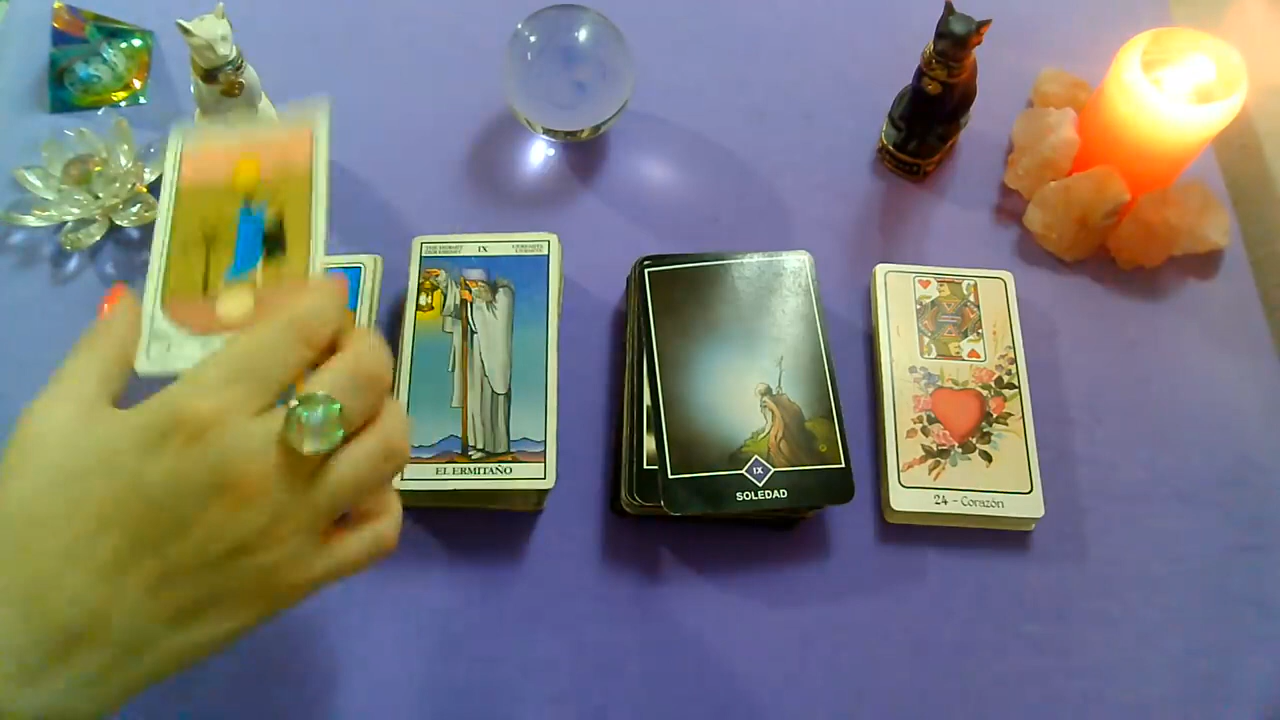 IX
EL ERMITAÑO
IX
SOLEDAD
24 - Corazón